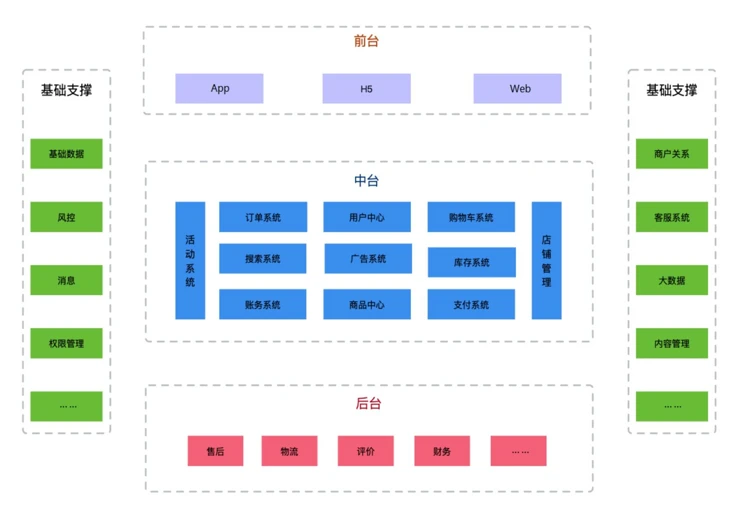 前台
App
H5
Web
基础支撑
基础数据
风控
消息
权限管理
……
中台
活动系统
订单系统
用户中心
购物车系统
搜索系统
广告系统
库存系统
账务系统
商品中心
支付系统
店铺管理
基础支撑
商户关系
客服系统
大数据
内容管理
……
后台
售后
物流
评价
财务
……